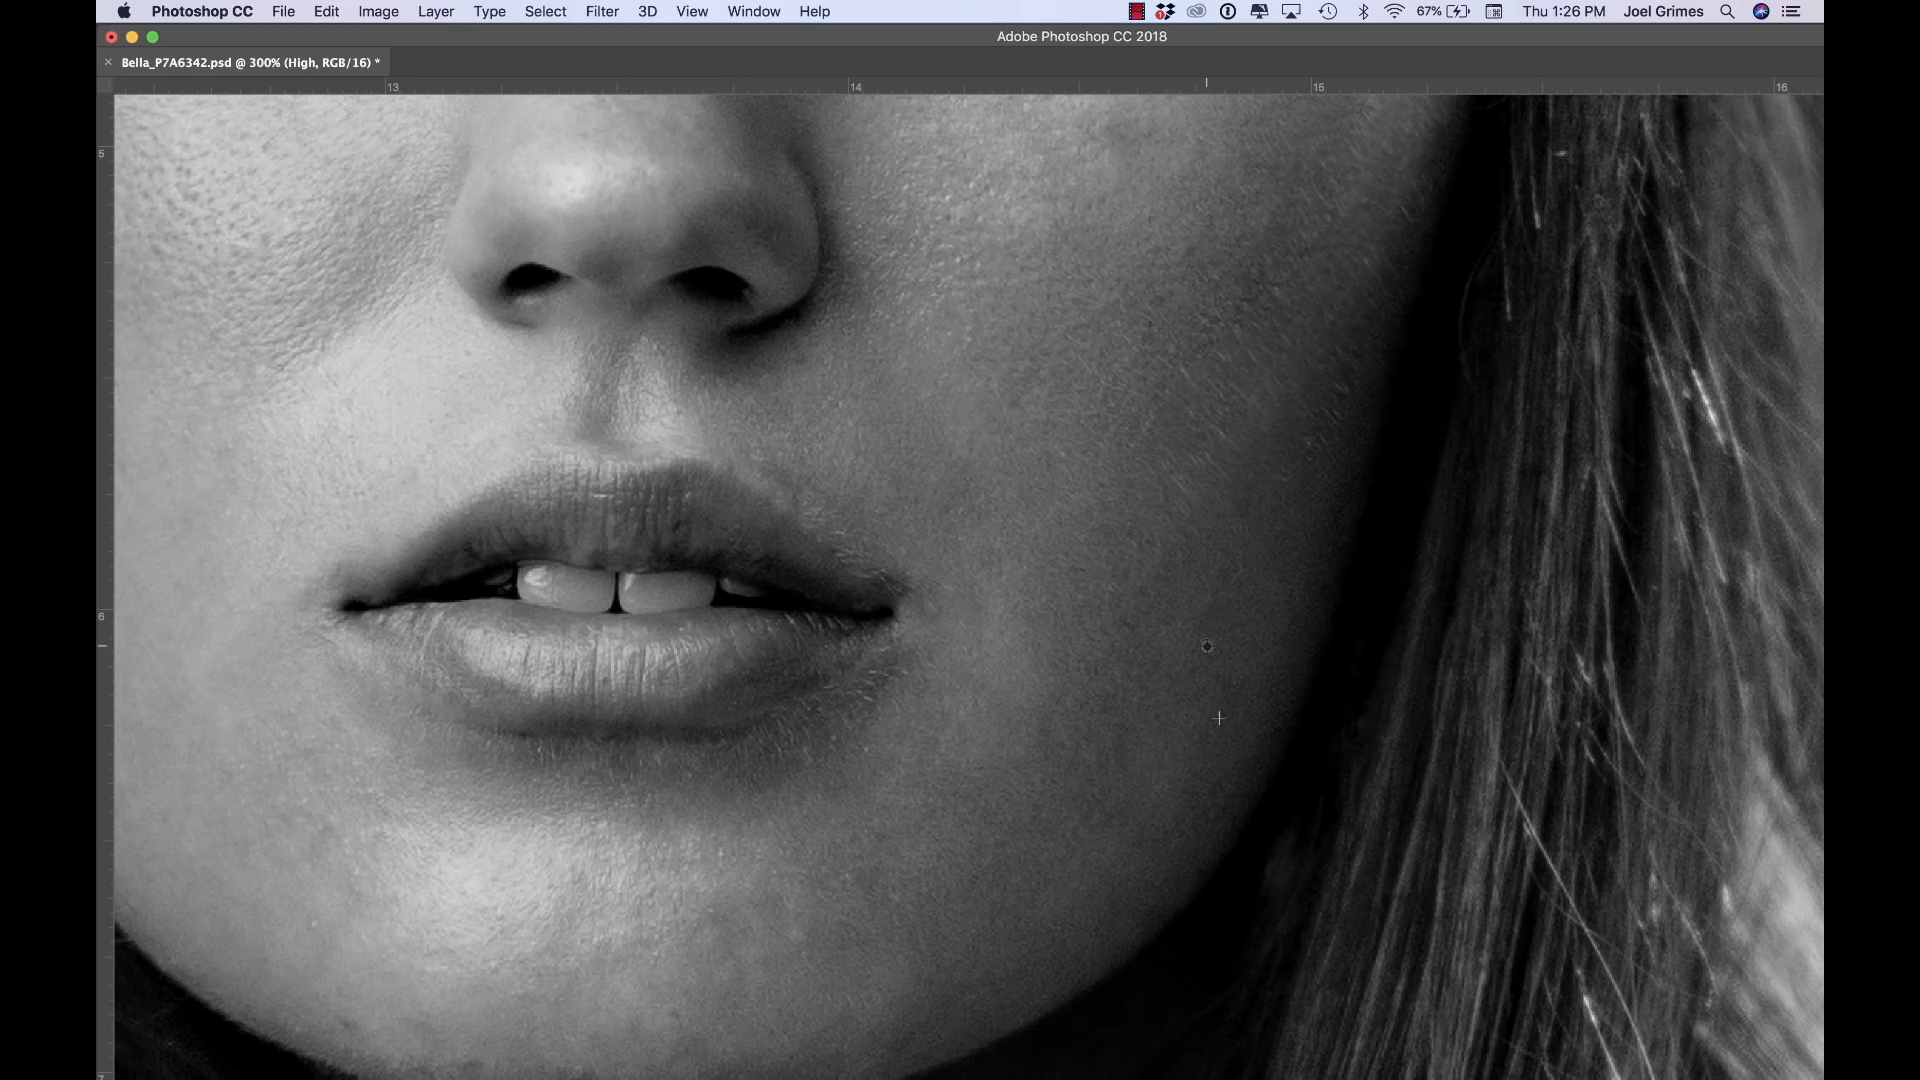 Photoshop CC File Edit Image Layer Type Select Filter 3D View Window Help 67% Thu 1:26 PM Joel Grimes
Adobe Photoshop CC 2018
× Bella_P7A6342.psd @ 300% (High, RGB/16) *
13 14 15 16
5
6
7